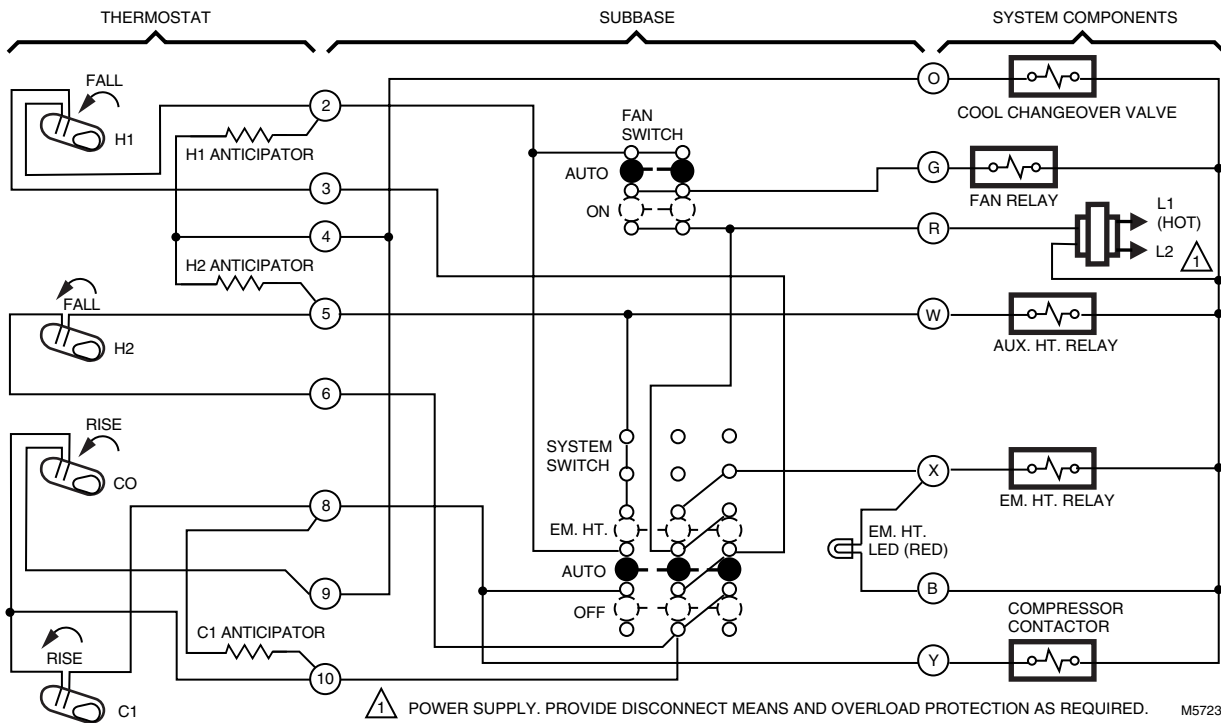 THERMOSTAT
SUBBASE
SYSTEM COMPONENTS
FALL
H1
H1 ANTICIPATOR
2
3
4
H2 ANTICIPATOR
FALL
H2
5
6
RISE
CO
8
9
C1 ANTICIPATOR
RISE
C1
10
FAN
SWITCH
AUTO
ON
SYSTEM
SWITCH
EM. HT.
AUTO
OFF
O
COOL CHANGEOVER VALVE
G
FAN RELAY
R
L1
(HOT)
L2
1
W
AUX. HT. RELAY
X
EM. HT. RELAY
EM. HT.
LED (RED)
B
COMPRESSOR
CONTACTOR
Y
1 POWER SUPPLY. PROVIDE DISCONNECT MEANS AND OVERLOAD PROTECTION AS REQUIRED.
M5723